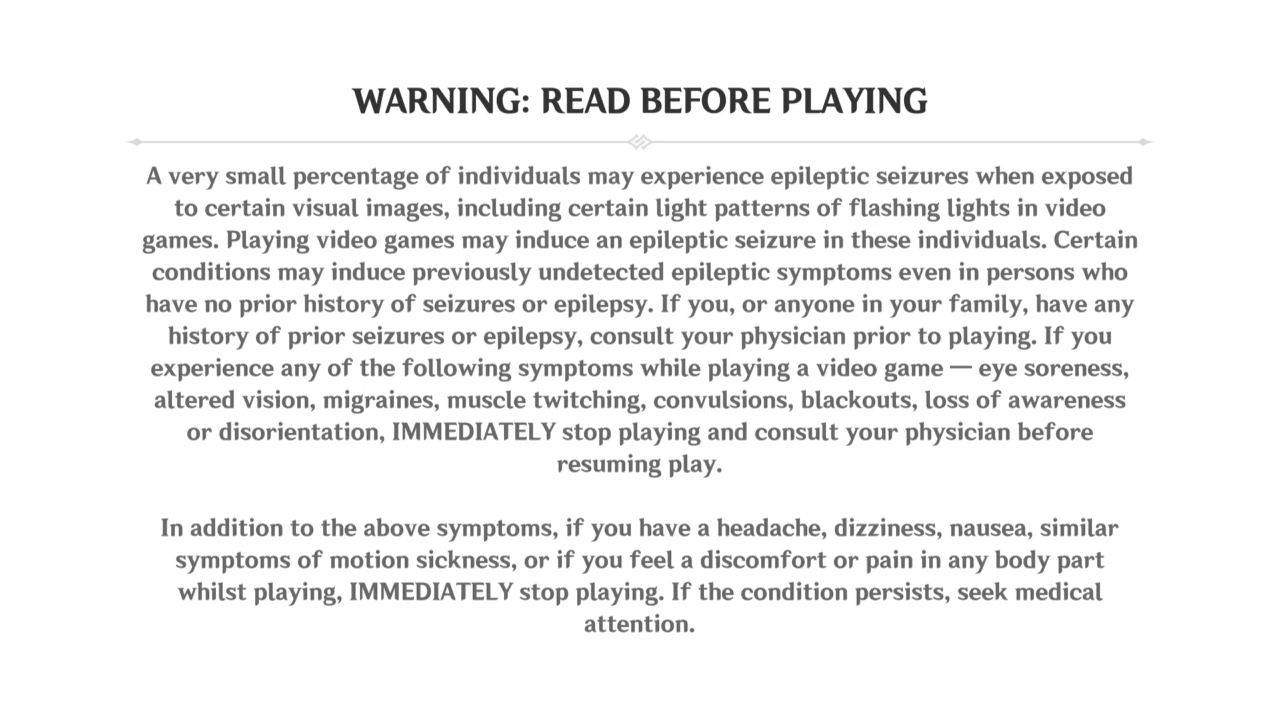 WARNING: READ BEFORE PLAYING
A very small percentage of individuals may experience epileptic seizures when exposed
to certain visual images, including certain light patterns of flashing lights in video
games. Playing video games may induce an epileptic seizure in these individuals. Certain
conditions may induce previously undetected epileptic symptoms even in persons who
have no prior history of seizures or epilepsy. If you, or anyone in your family, have any
history of prior seizures or epilepsy, consult your physician prior to playing. If you
experience any of the following symptoms while playing a video game — eye soreness,
altered vision, migraines, muscle twitching, convulsions, blackouts, loss of awareness
or disorientation, IMMEDIATELY stop playing and consult your physician before
resuming play.
In addition to the above symptoms, if you have a headache, dizziness, nausea, similar
symptoms of motion sickness, or if you feel a discomfort or pain in any body part
whilst playing, IMMEDIATELY stop playing. If the condition persists, seek medical
attention.